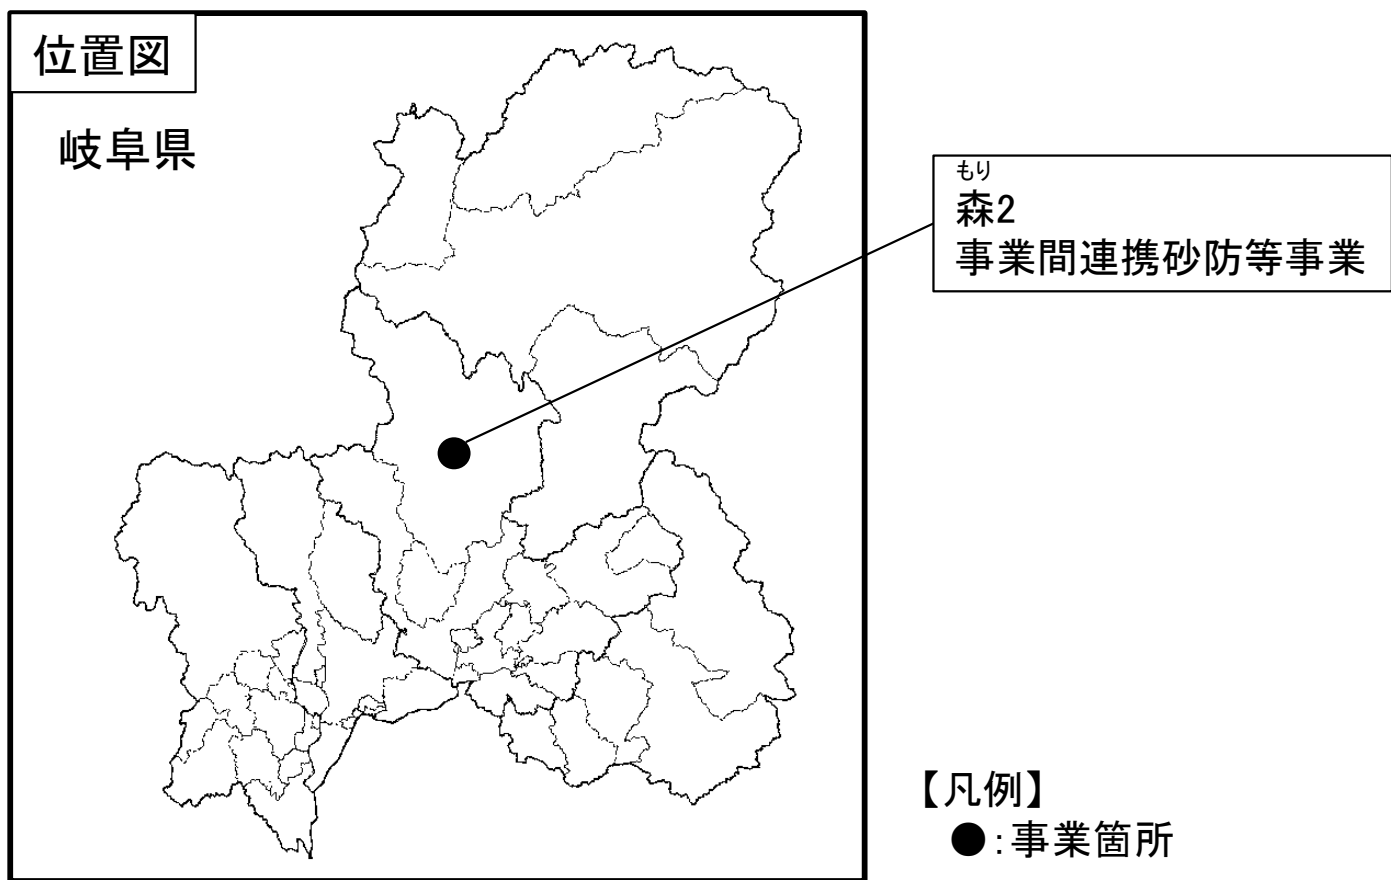 位置図
岐阜県
もり
森2
事業間連携砂防等事業
【凡例】
●:事業箇所